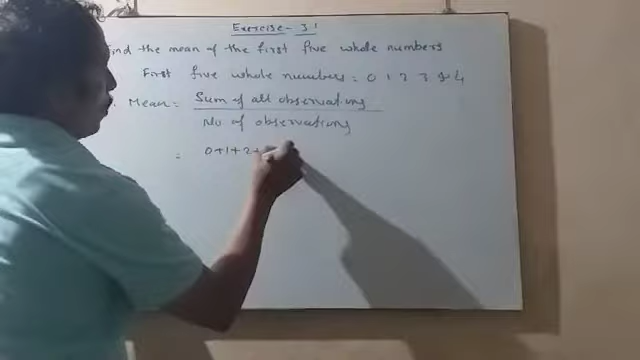 Exercise - 3.1
Find the mean of the first five whole numbers
First five whole numbers = 0 1 2 3 & 4
Mean = Sum of all observations
No of observations
= 0+1+2+